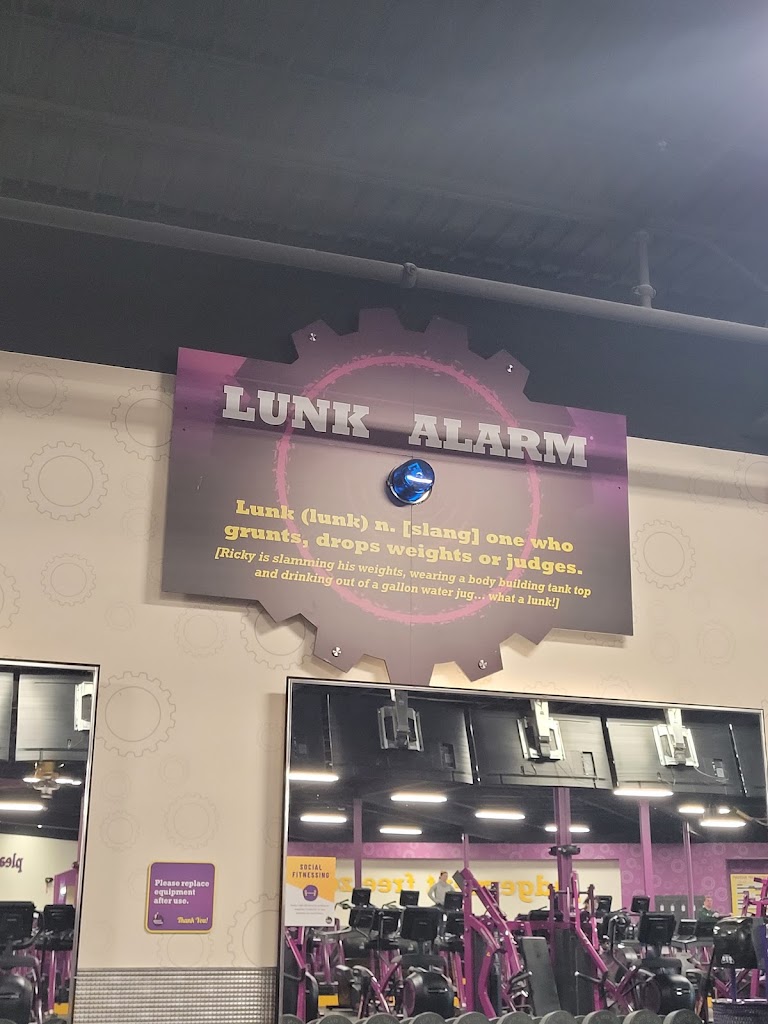 LUNK ALARM
Lunk (lunk) n. [slang] one who
grunts, drops weights or judges.
[Ricky is slamming his weights, wearing a body building tank top
and drinking out of a gallon water jug... what a lunk!]
Please replace
equipment
after use.
Thank You!
SOCIAL
FITNESSING